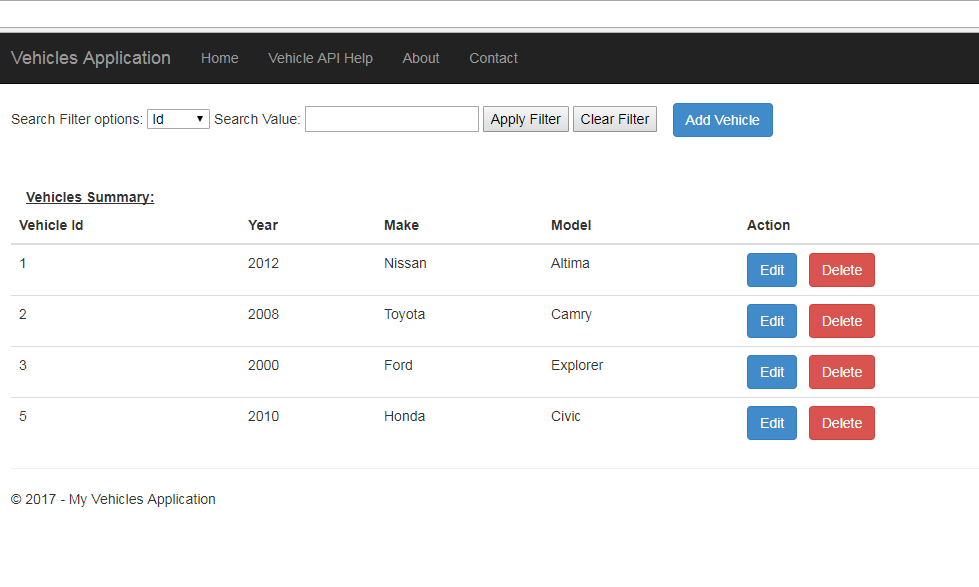 Vehicles Application Home Vehicle API Help About Contact
Search Filter options: Id Search Value: Apply Filter Clear Filter Add Vehicle
Vehicles Summary:
Vehicle Id Year Make Model Action
1 2012 Nissan Altima Edit Delete
2 2008 Toyota Camry Edit Delete
3 2000 Ford Explorer Edit Delete
5 2010 Honda Civic Edit Delete
© 2017 - My Vehicles Application